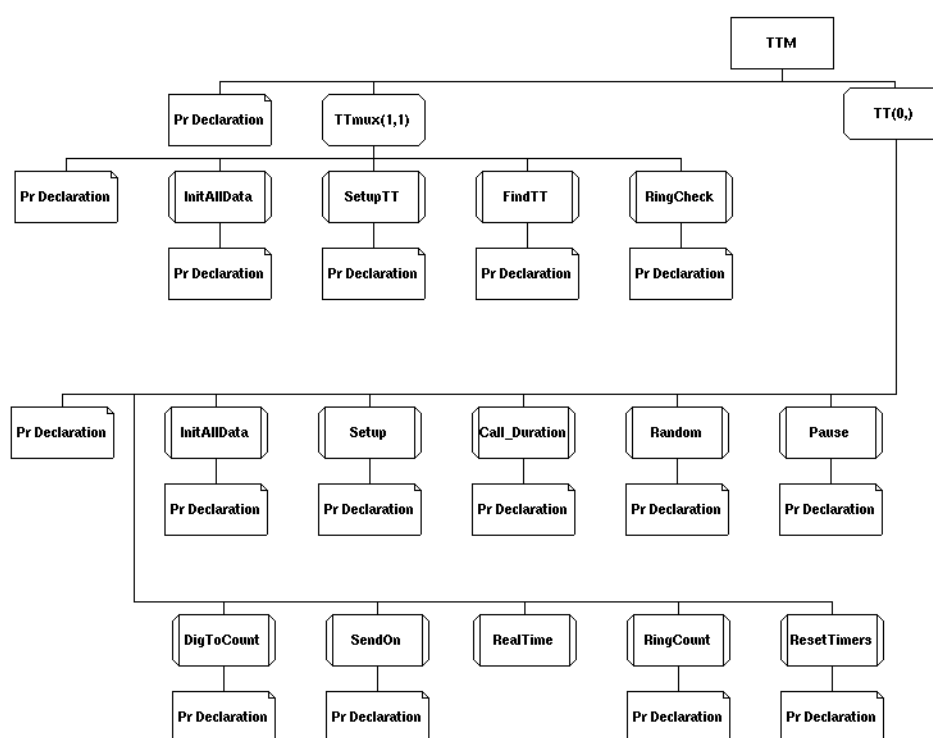 TTM
Pr Declaration
TTmux(1,1)
TT(0,)
Pr Declaration
InitAllData
SetupTT
FindTT
RingCheck
Pr Declaration
Pr Declaration
Pr Declaration
Pr Declaration
Pr Declaration
InitAllData
Setup
Call_Duration
Random
Pause
Pr Declaration
Pr Declaration
Pr Declaration
Pr Declaration
Pr Declaration
DigToCount
SendOn
RealTime
RingCount
ResetTimers
Pr Declaration
Pr Declaration
Pr Declaration
Pr Declaration